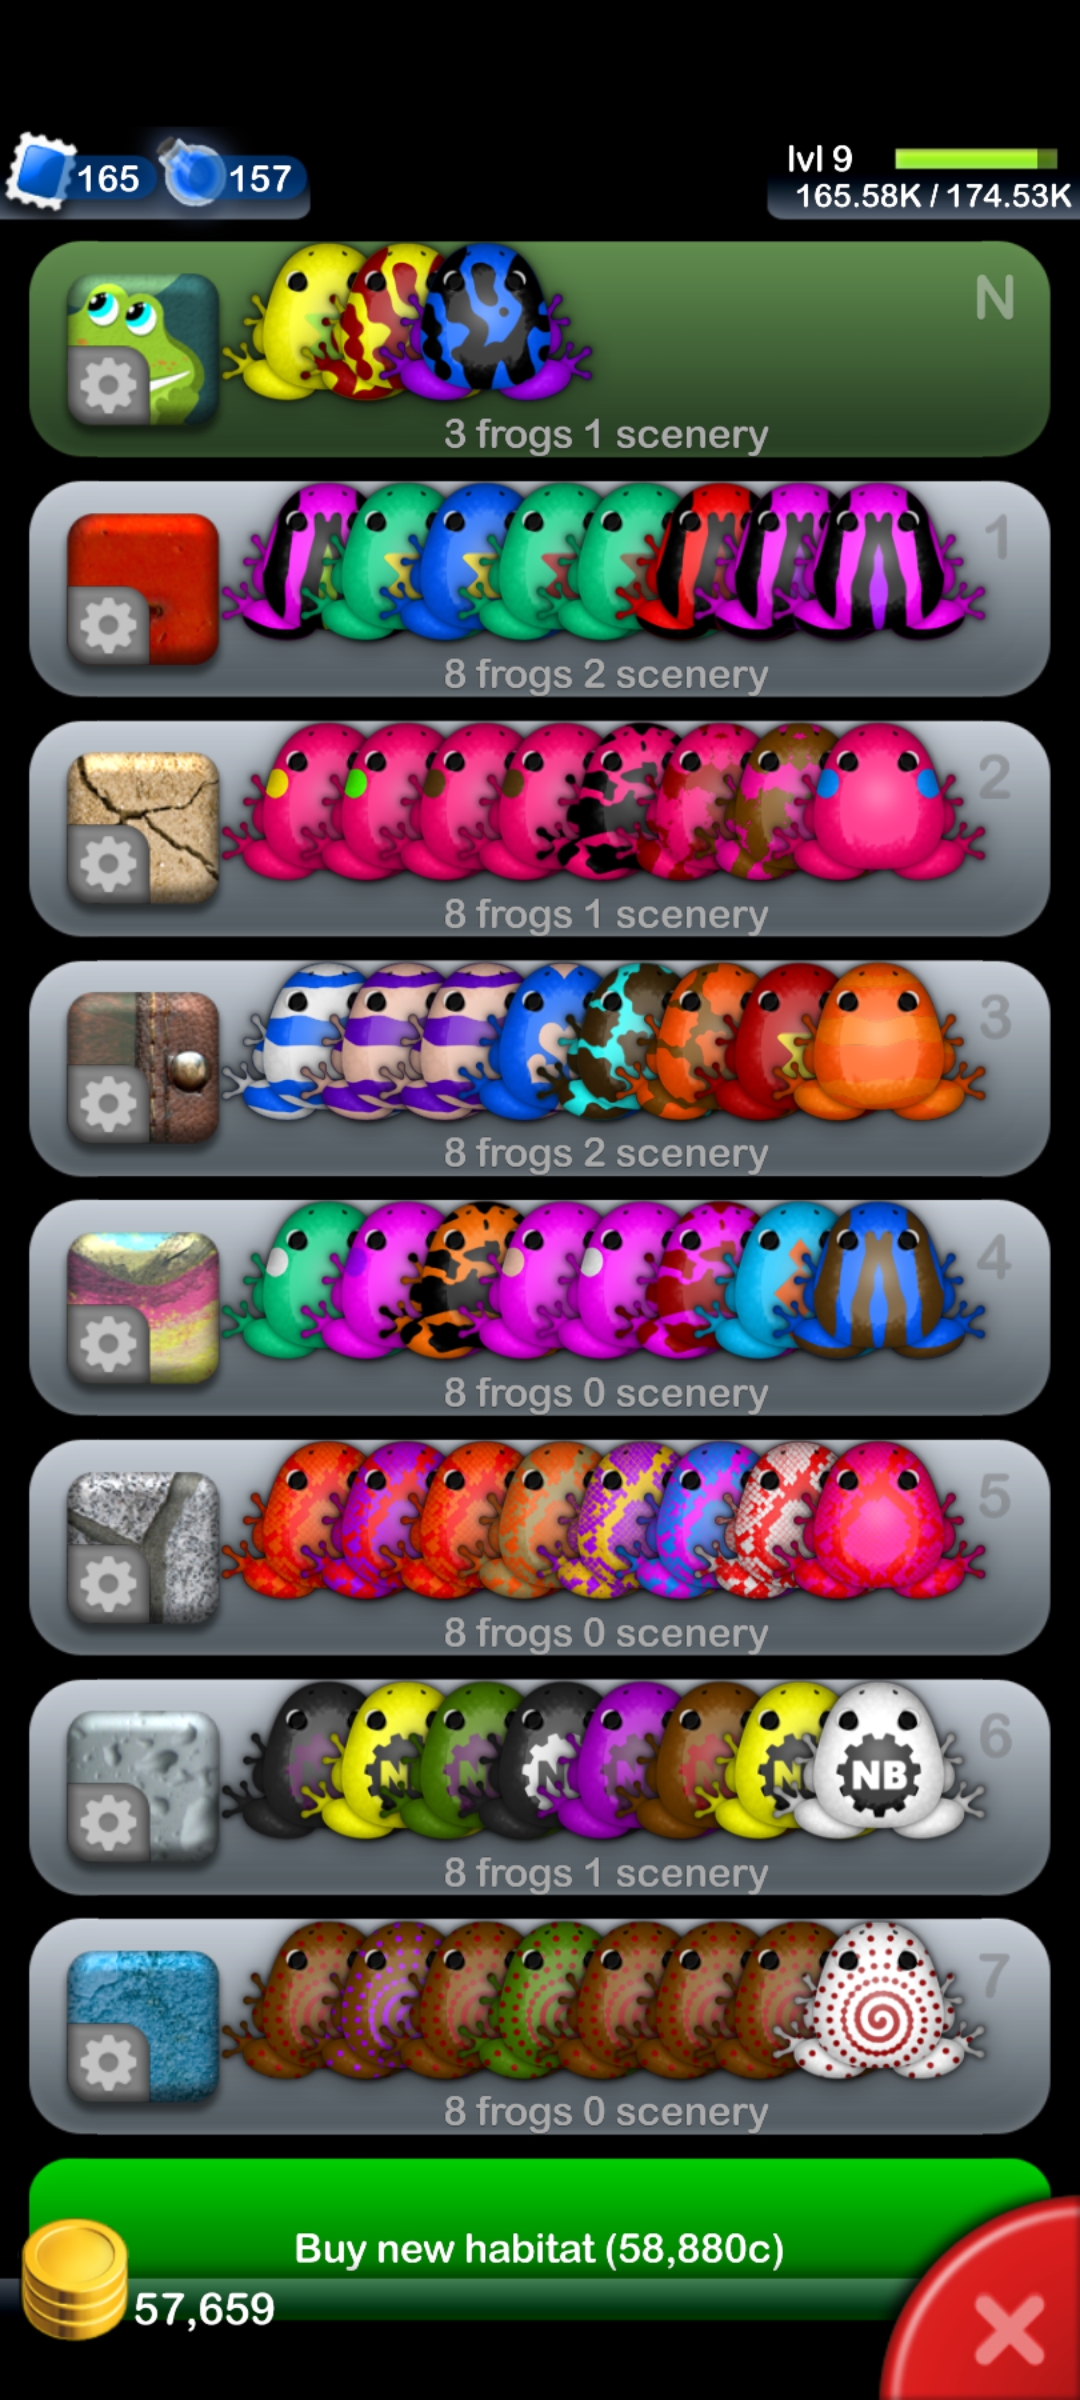 165 157
lvl 9
165.58K / 174.53K
N
3 frogs 1 scenery
1
8 frogs 2 scenery
2
8 frogs 1 scenery
3
8 frogs 2 scenery
4
8 frogs 0 scenery
5
8 frogs 0 scenery
6
N N N N N N NB
8 frogs 1 scenery
7
8 frogs 0 scenery
Buy new habitat (58,880c)
57,659